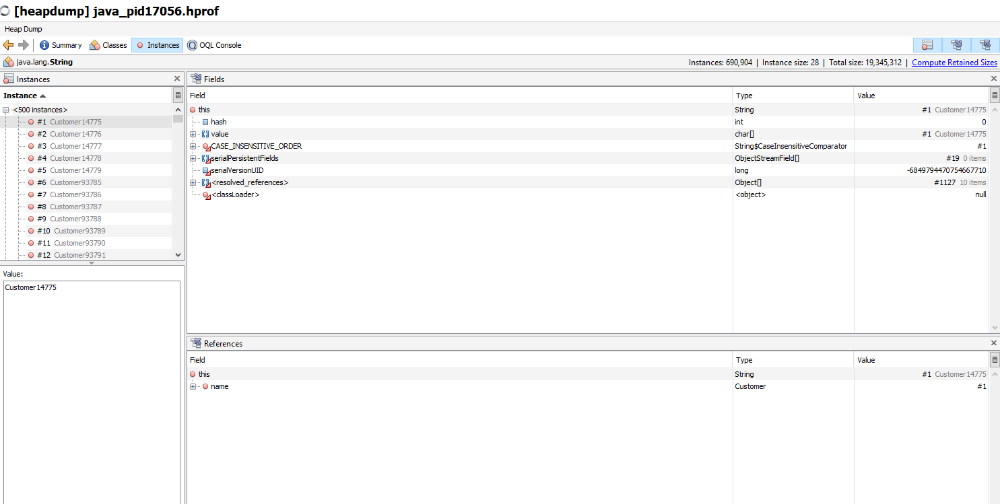 [heapdump] java_pid17056.hprof
Heap Dump
Summary Classes Instances OQL Console
java.lang.String Instances: 690,904 | Instance size: 28 | Total size: 19,345,312 | Compute Retained Sizes
Instances
Instance
<500 instances>
#1 Customer14775
#2 Customer14776
#3 Customer14777
#4 Customer14778
#5 Customer14779
#6 Customer93785
#7 Customer93786
#8 Customer93787
#9 Customer93788
#10 Customer93789
#11 Customer93790
#12 Customer93791
Value:
Customer14775
Fields
Field Type Value
this String #1 Customer14775
hash int 0
value char[] #1 Customer14775
CASE_INSENSITIVE_ORDER String$CaseInsensitiveComparator #1
serialPersistentFields ObjectStreamField[] #19 0 items
serialVersionUID long -6849794470754667710
<resolved_references> Object[] #1127 10 items
<classLoader> <object> null
References
Field Type Value
this String #1 Customer14775
name Customer #1